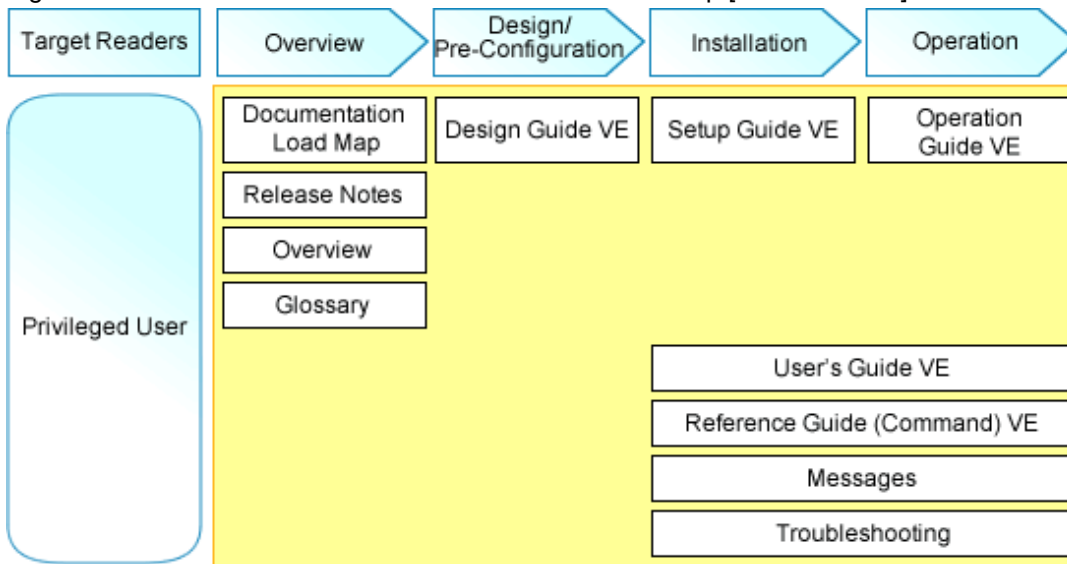 Target Readers
Overview
Design/
Pre-Configuration
Installation
Operation
Privileged User
Documentation
Load Map
Design Guide VE
Setup Guide VE
Operation
Guide VE
Release Notes
Overview
Glossary
User's Guide VE
Reference Guide (Command) VE
Messages
Troubleshooting